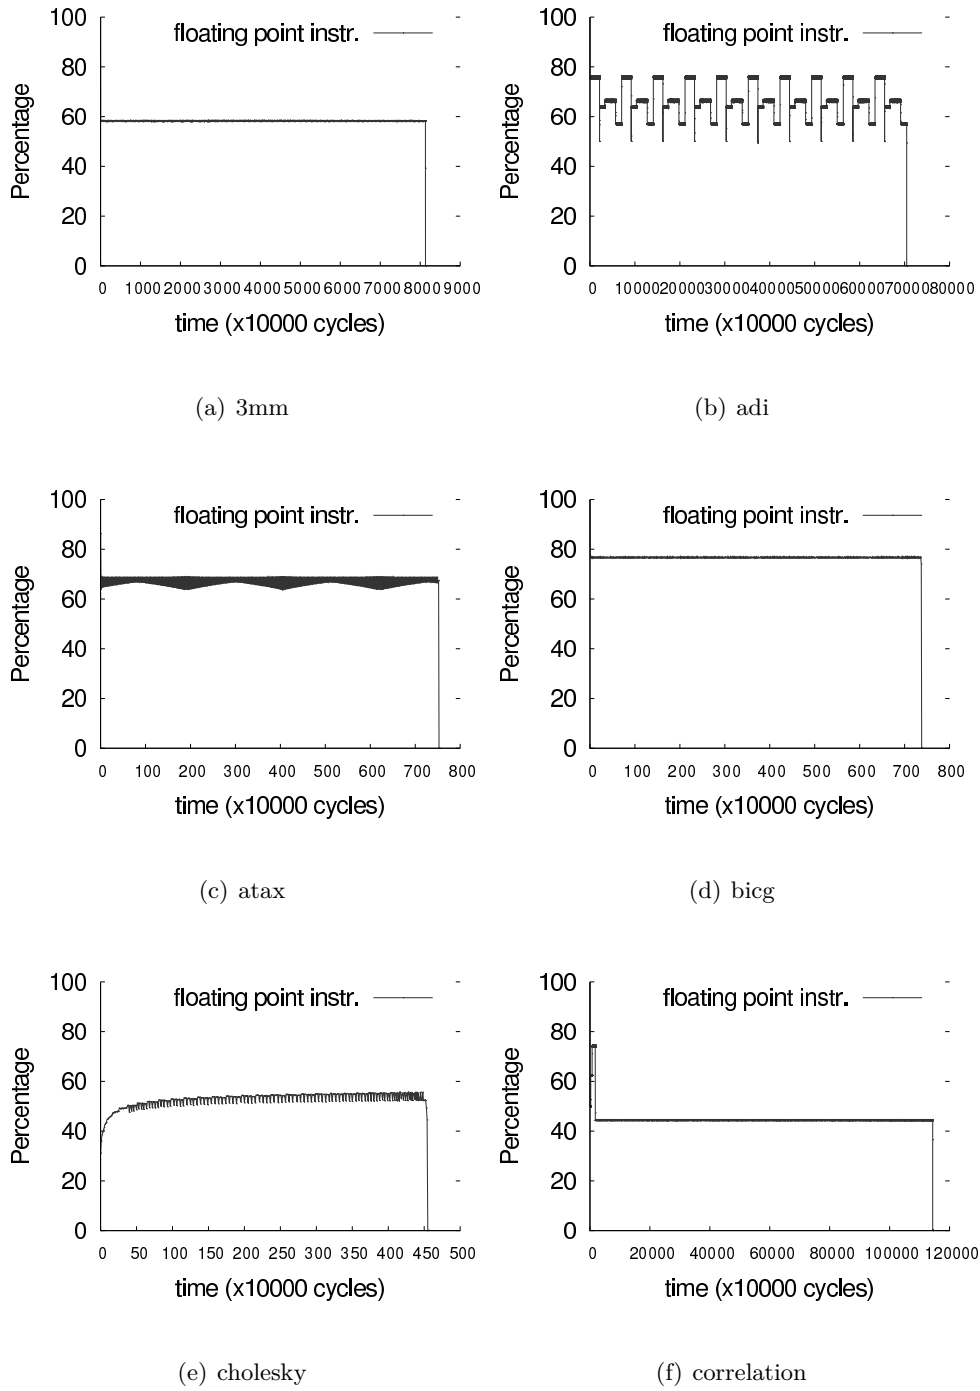 floating point instr.
100
80
60
40
20
0
Percentage
0 1000 2000 3000 4000 5000 6000 7000 8000 9000
time (x10000 cycles)
(a) 3mm
floating point instr.
100
80
60
40
20
0
Percentage
0 10000 20000 30000 40000 50000 60000 70000 80000
time (x10000 cycles)
(b) adi
floating point instr.
100
80
60
40
20
0
Percentage
0 100 200 300 400 500 600 700 800
time (x10000 cycles)
(c) atax
floating point instr.
100
80
60
40
20
0
Percentage
0 100 200 300 400 500 600 700 800
time (x10000 cycles)
(d) bicg
floating point instr.
100
80
60
40
20
0
Percentage
0 50 100 150 200 250 300 350 400 450 500
time (x10000 cycles)
(e) cholesky
floating point instr.
100
80
60
40
20
0
Percentage
0 20000 40000 60000 80000 100000 120000
time (x10000 cycles)
(f) correlation